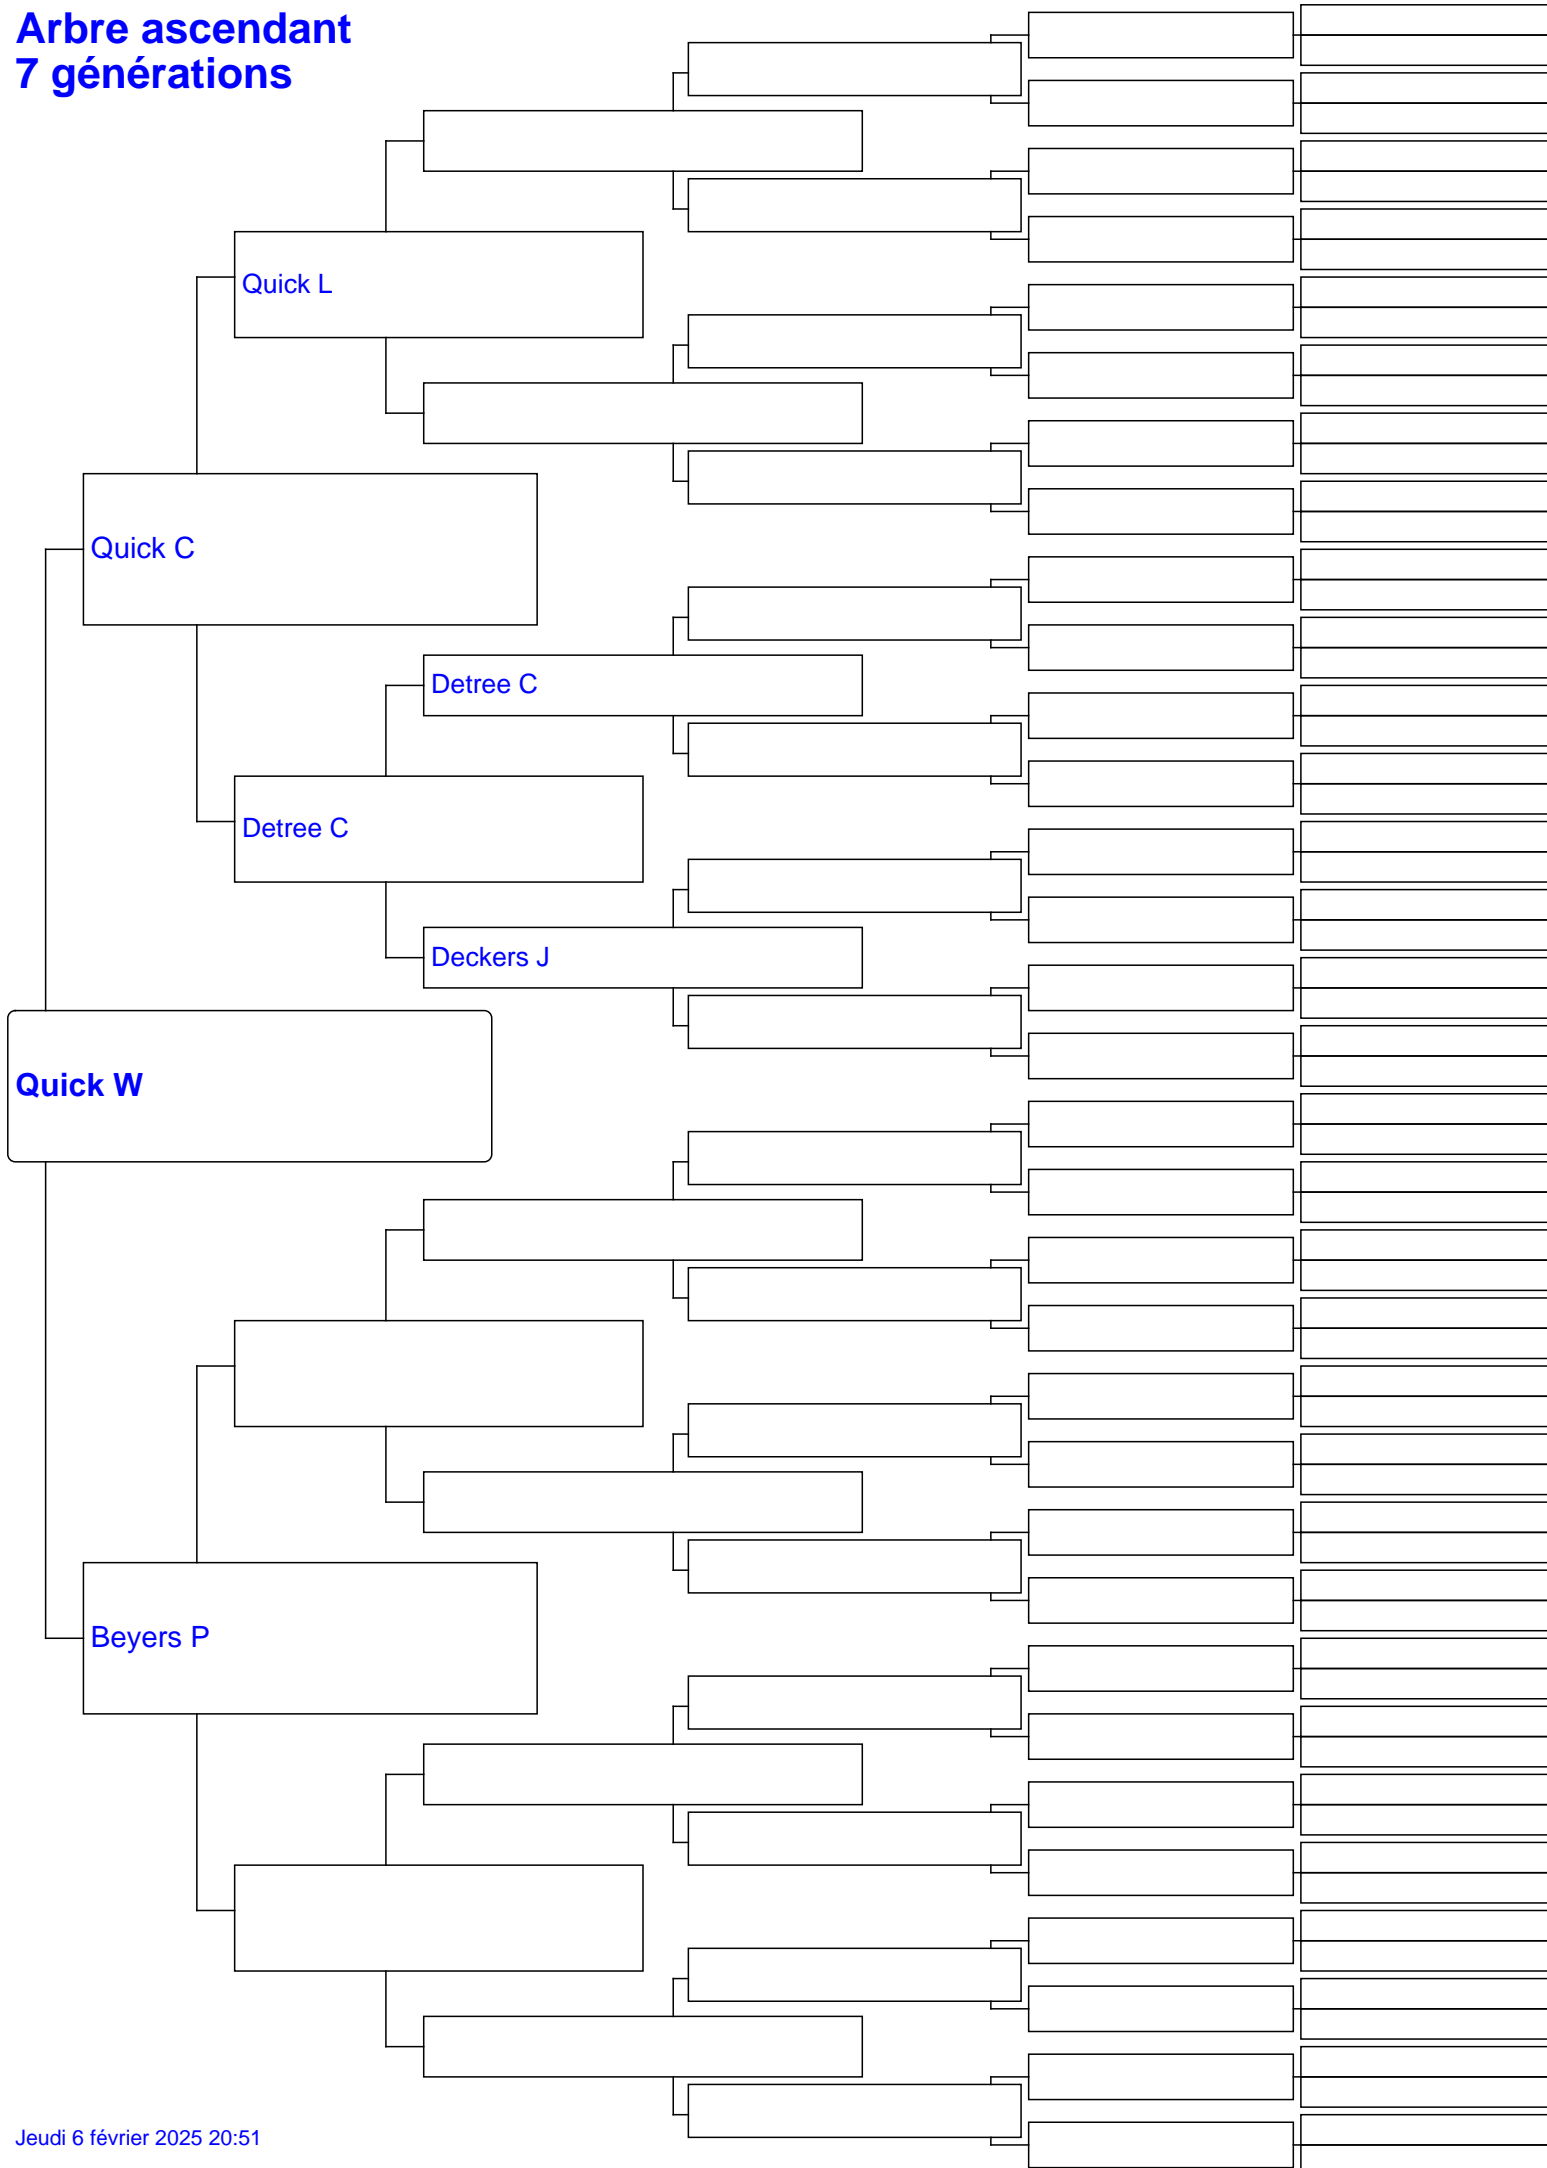 Arbre ascendant
7 générations
Quick L
Quick C
Detree C
Detree C
Deckers J
Quick W
Beyers P
Jeudi 6 février 2025 20:51